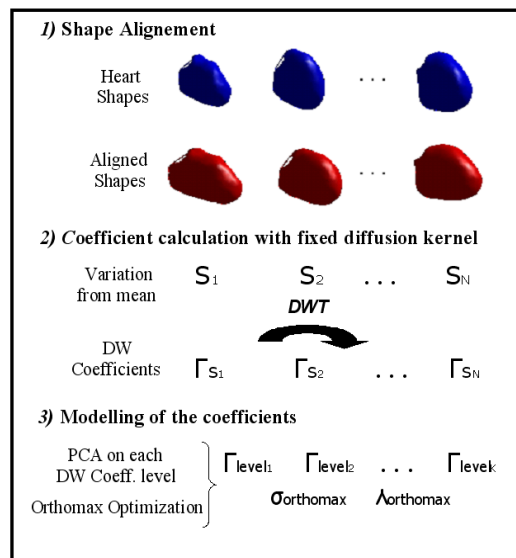 1) Shape Alignement
Heart
Shapes
. . .
Aligned
Shapes
. . .
2) Coefficient calculation with fixed diffusion kernel
Variation
from mean
S1 S2 . . . SN
DWT
DW
Coefficients
ΓS1 ΓS2 . . . ΓSN
3) Modelling of the coefficients
PCA on each
DW Coeff. level
Γlevel1 Γlevel2 . . . Γlevelk
Orthomax Optimization
σorthomax Λorthomax